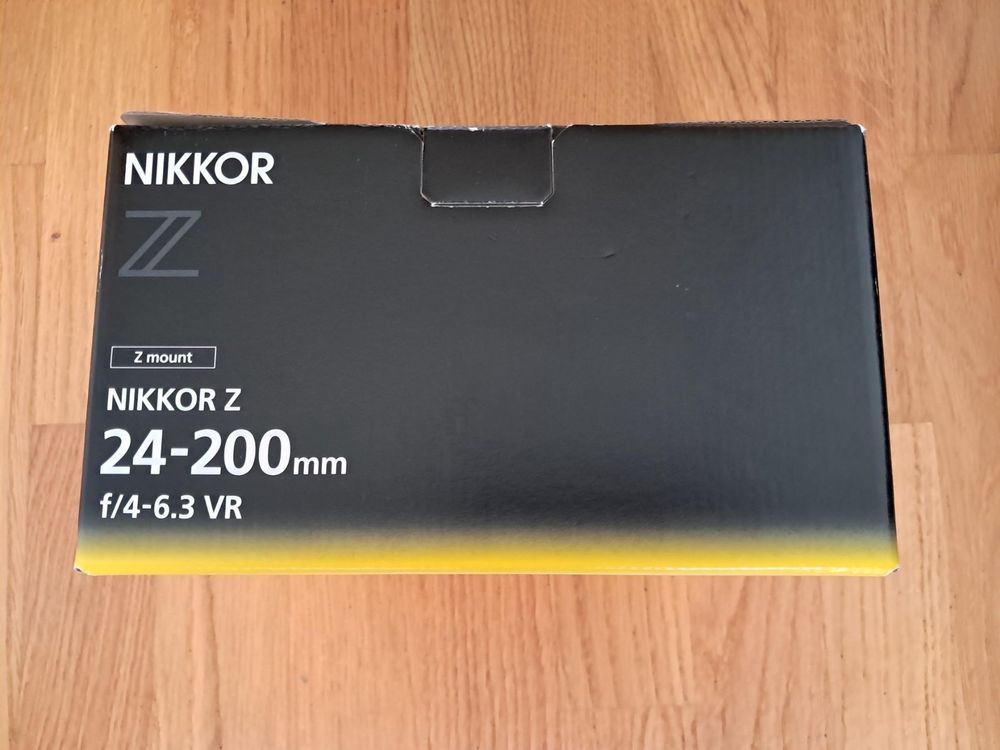 NIKKOR
Z
Z mount
NIKKOR Z
24-200mm
f/4-6.3 VR